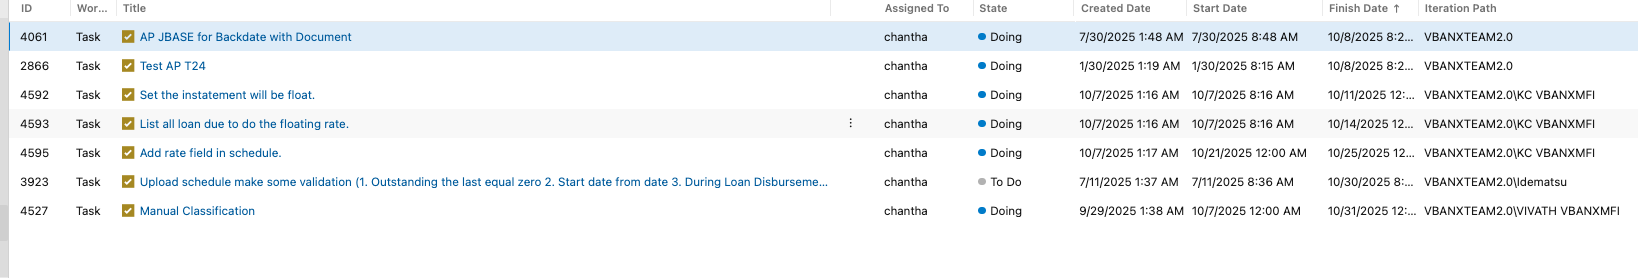 ID Wor... Title Assigned To State Created Date Start Date Finish Date ↑ Iteration Path
4061 Task AP JBASE for Backdate with Document chantha Doing 7/30/2025 1:48 AM 7/30/2025 8:48 AM 10/8/2025 8:2... VBANXTEAM2.0
2866 Task Test AP T24 chantha Doing 1/30/2025 1:19 AM 1/30/2025 8:15 AM 10/8/2025 8:2... VBANXTEAM2.0
4592 Task Set the instatement will be float. chantha Doing 10/7/2025 1:16 AM 10/7/2025 8:16 AM 10/11/2025 12:... VBANXTEAM2.0\KC VBANXMFI
4593 Task List all loan due to do the floating rate. chantha Doing 10/7/2025 1:16 AM 10/7/2025 8:16 AM 10/14/2025 12... VBANXTEAM2.0\KC VBANXMFI
4595 Task Add rate field in schedule. chantha Doing 10/7/2025 1:17 AM 10/21/2025 12:00 AM 10/25/2025 12... VBANXTEAM2.0\KC VBANXMFI
3923 Task Upload schedule make some validation (1. Outstanding the last equal zero 2. Start date from date 3. During Loan Disburseme... chantha To Do 7/11/2025 1:37 AM 7/11/2025 8:36 AM 10/30/2025 8:... VBANXTEAM2.0\Idematsu
4527 Task Manual Classification chantha Doing 9/29/2025 1:38 AM 10/7/2025 12:00 AM 10/31/2025 12:... VBANXTEAM2.0\VIVATH VBANXMFI